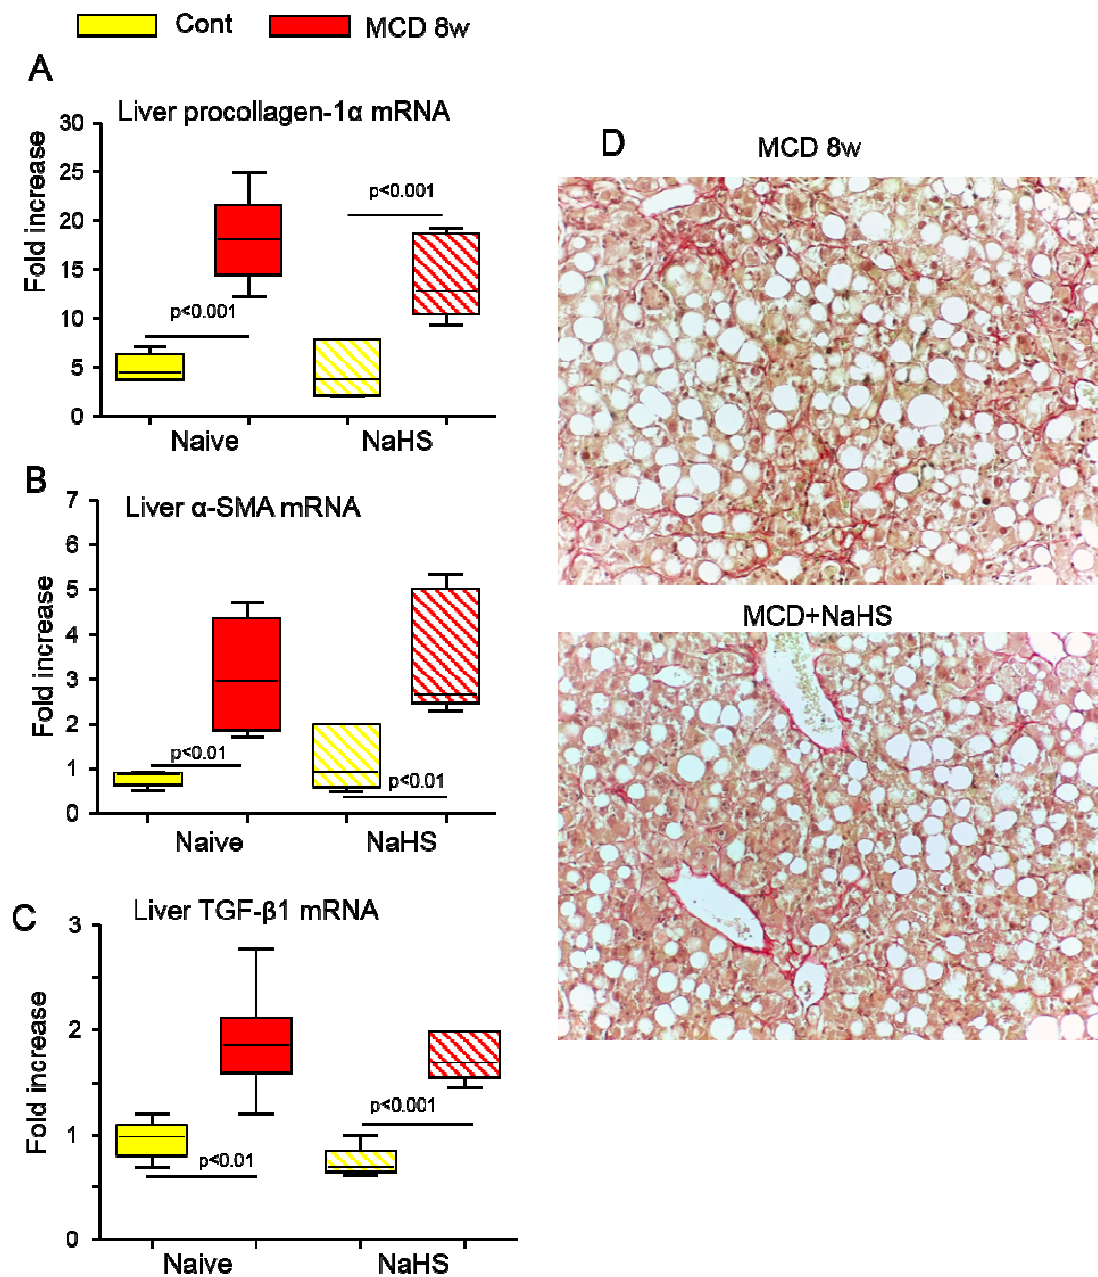 Cont MCD 8w
A
Liver procollagen-1α mRNA
Fold increase
30
25
20
15
10
5
0
p<0.001
p<0.001
Naive NaHS
B
Liver α-SMA mRNA
Fold increase
7
6
5
4
3
2
1
0
p<0.01
p<0.01
Naive NaHS
C
Liver TGF-β1 mRNA
Fold increase
3
2
1
0
p<0.01
p<0.001
Naive NaHS
D
MCD 8w
MCD+NaHS